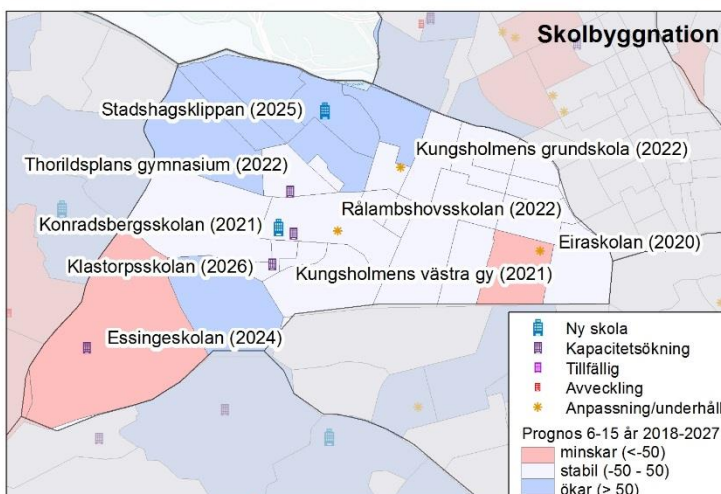 Skolbyggnation
Stadshagsklippan (2025)
Thorildsplans gymnasium (2022)
Kungsholmens grundskola (2022)
Konradsbergsskolan (2021)
Rålambshovsskolan (2022)
Eiraskolan (2020)
Klastorpsskolan (2026)
Kungsholmens västra gy (2021)
Essingeskolan (2024)
Ny skola
Kapacitetsökning
Tillfällig
Avveckling
Anpassning/underhåll
Prognos 6-15 år 2018-2027
minskar (<-50)
stabil (-50 - 50)
ökar (> 50)